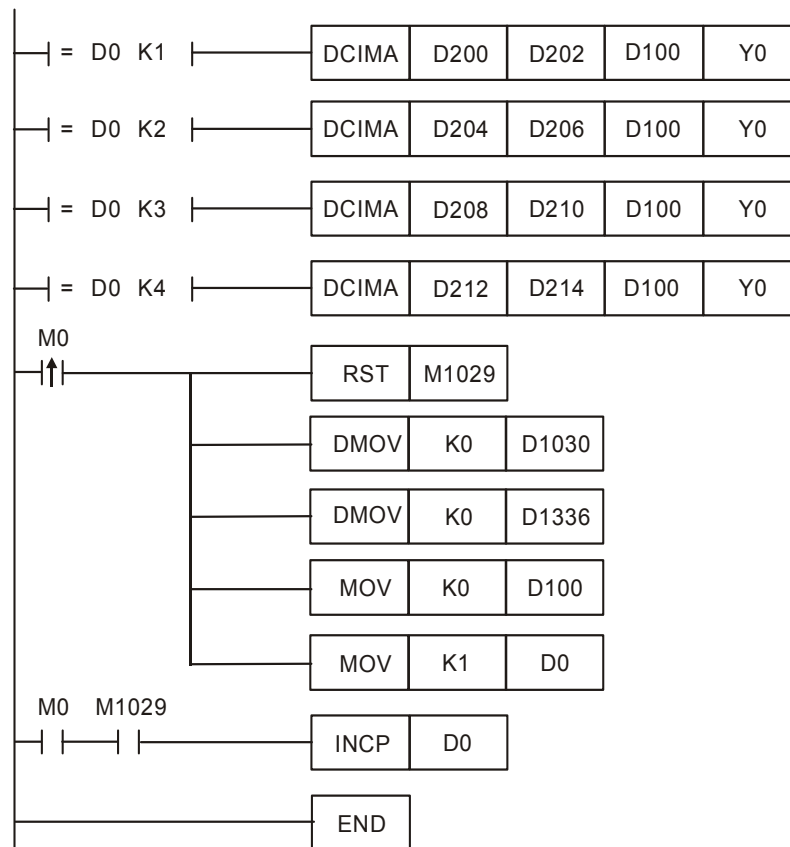 = D0 K1 DCIMA D200 D202 D100 Y0
= D0 K2 DCIMA D204 D206 D100 Y0
= D0 K3 DCIMA D208 D210 D100 Y0
= D0 K4 DCIMA D212 D214 D100 Y0
M0
RST M1029
DMOV K0 D1030
DMOV K0 D1336
MOV K0 D100
MOV K1 D0
M0 M1029
INCP D0
END